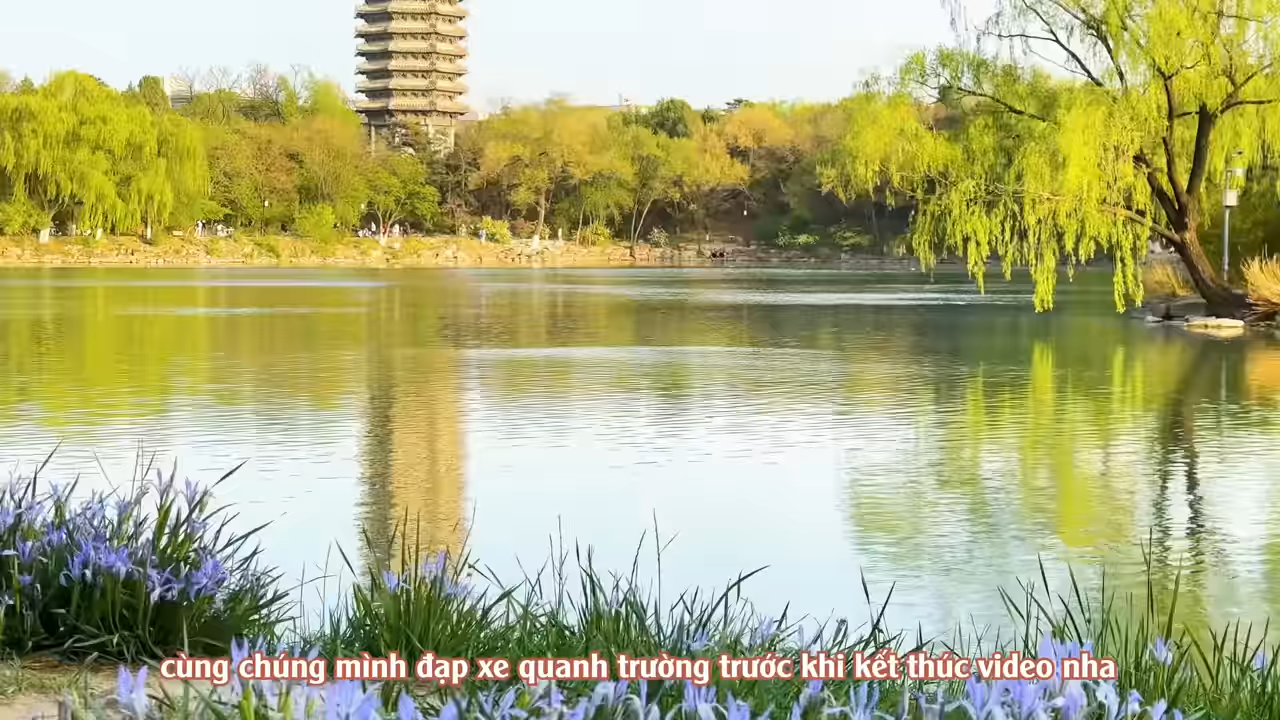 cùng chúng mình đạp xe quanh trường trước khi kết thúc video nha